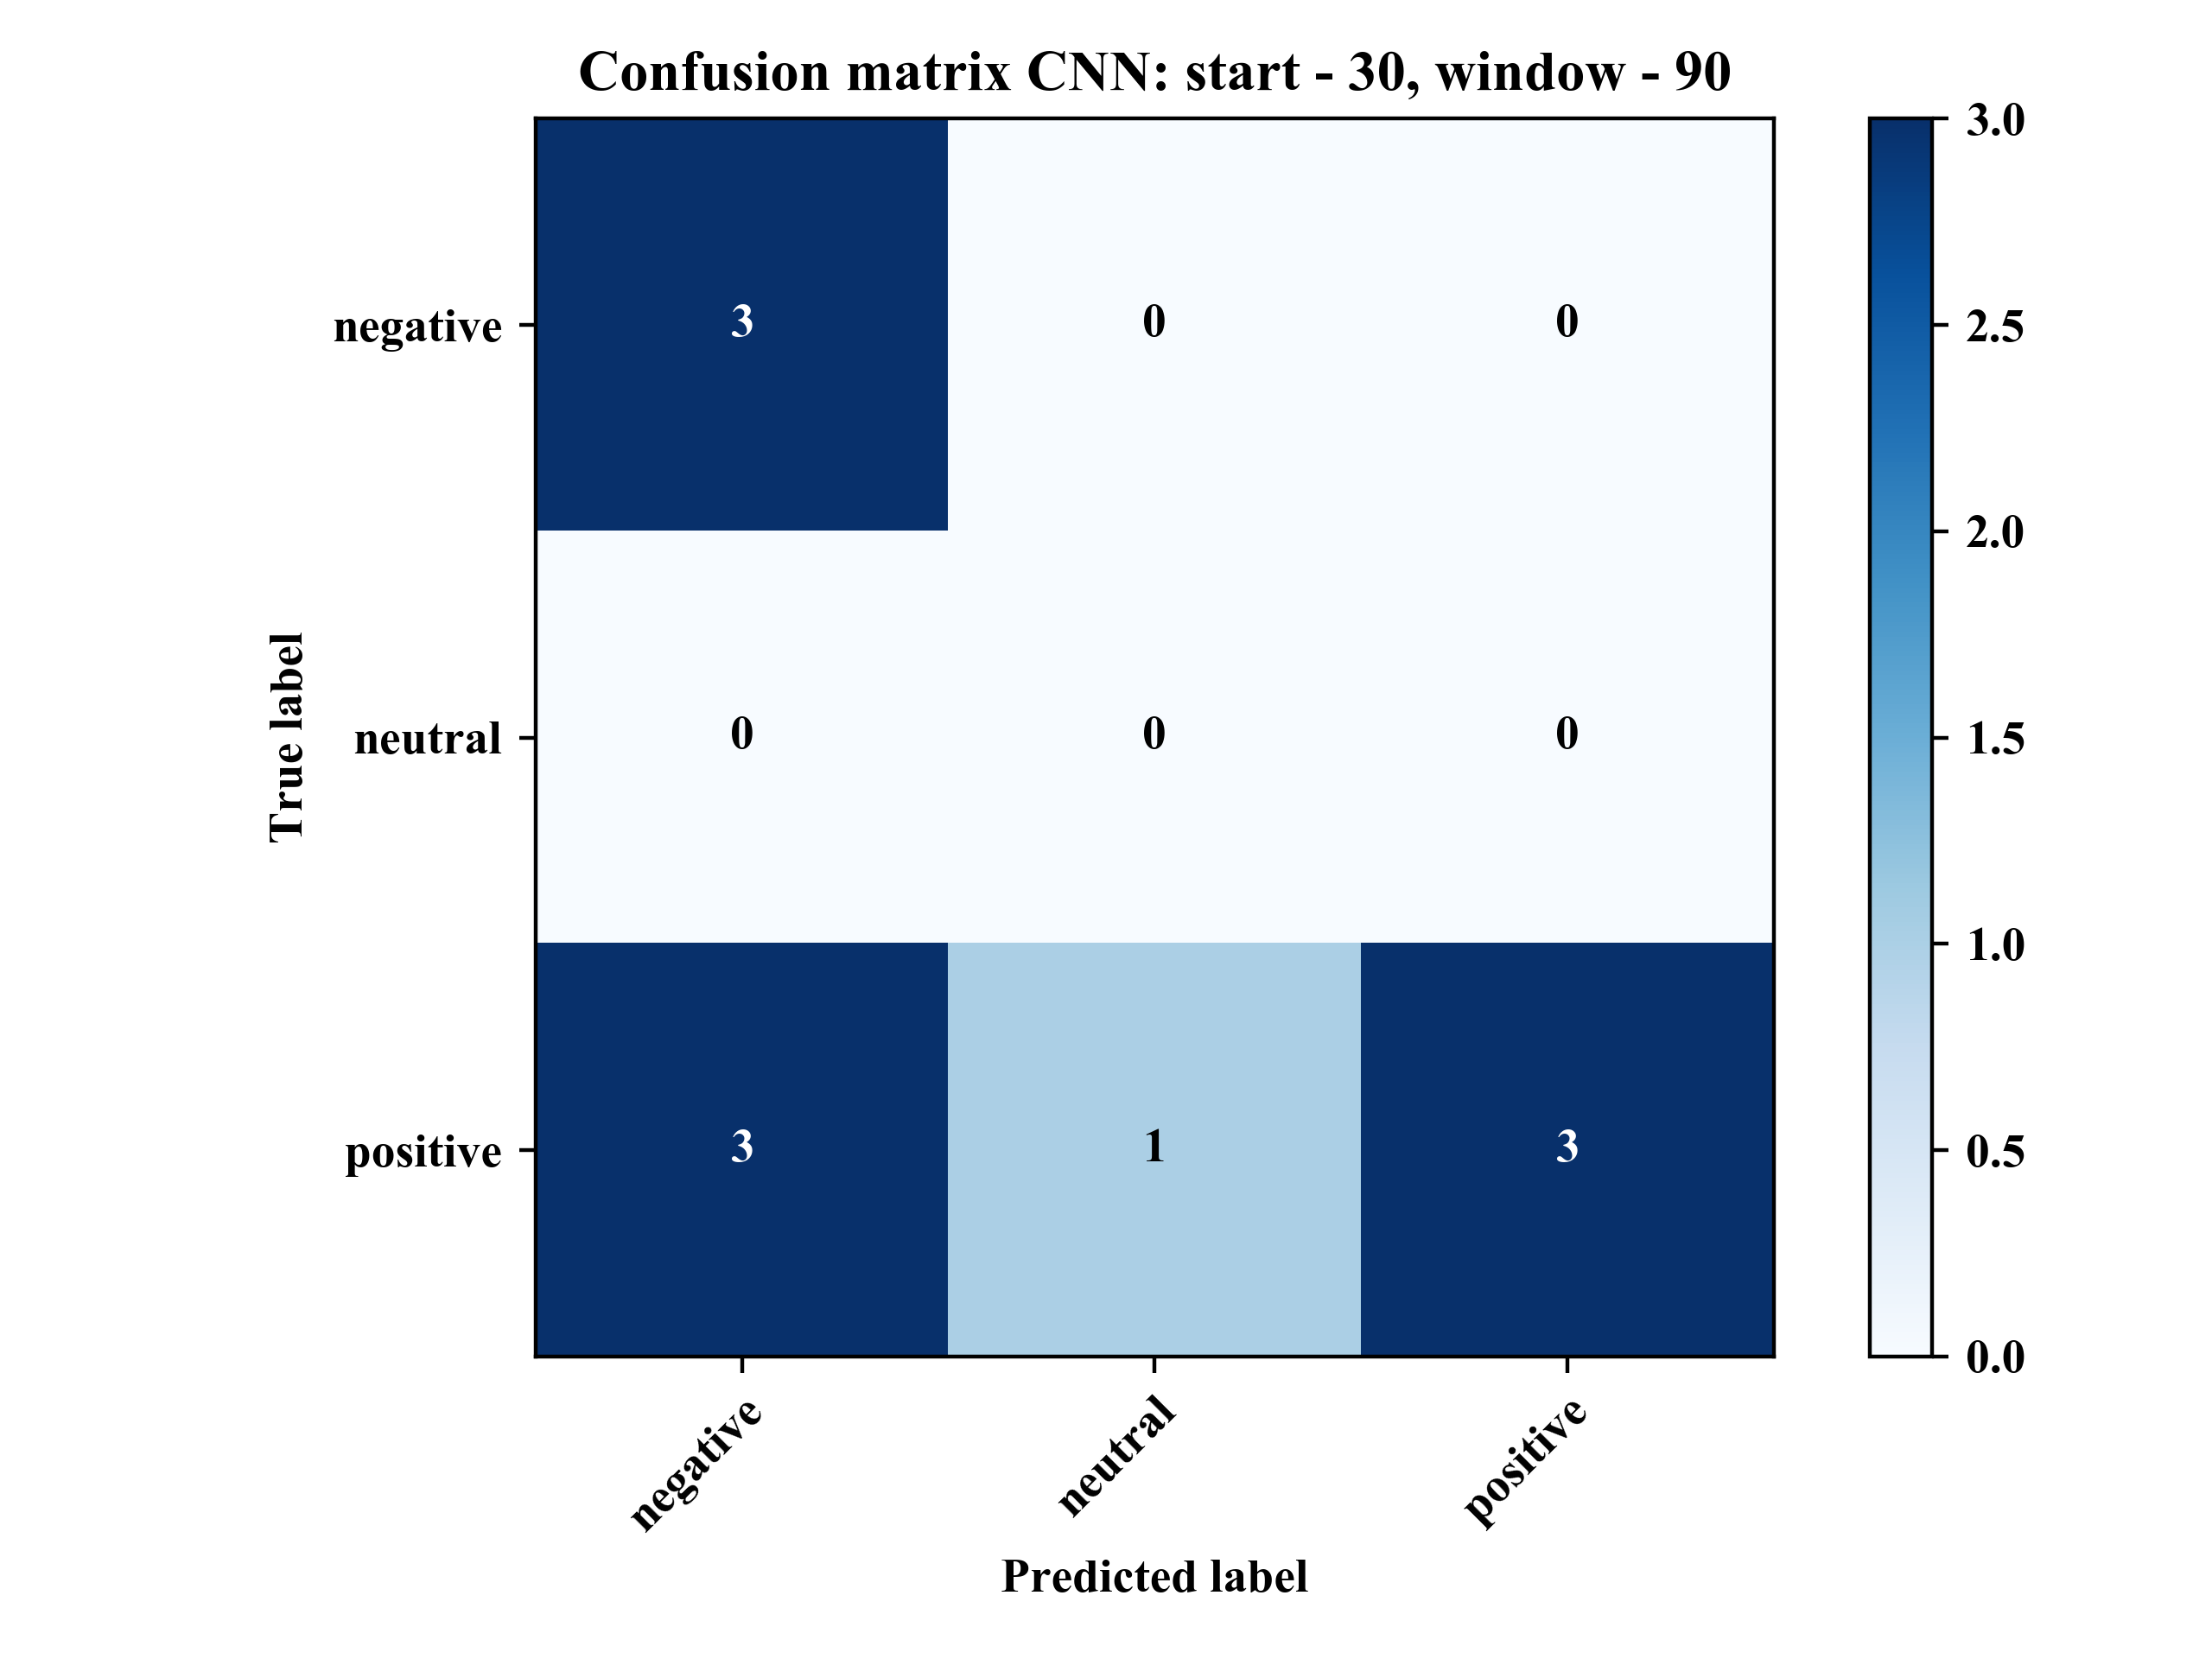 Confusion matrix CNN: start - 30, window - 90
True label
negative
neutral
positive
3 0 0
0 0 0
3 1 3
negative neutral positive
Predicted label
3.0
2.5
2.0
1.5
1.0
0.5
0.0